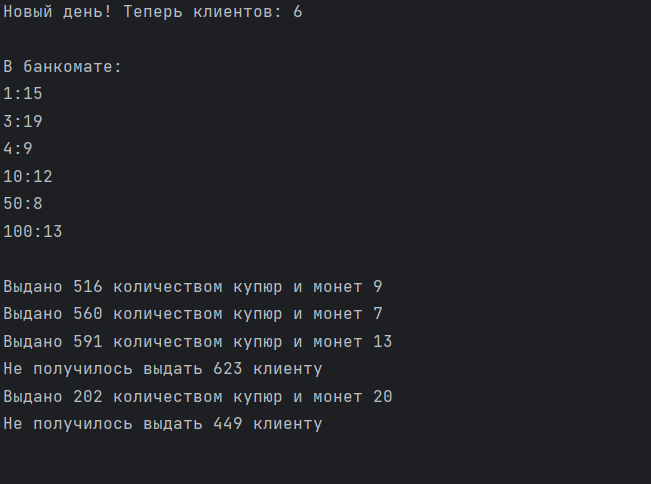 Новый день! Теперь клиентов: 6
В банкомате:
1:15
3:19
4:9
10:12
50:8
100:13
Выдано 516 количеством купюр и монет 9
Выдано 560 количеством купюр и монет 7
Выдано 591 количеством купюр и монет 13
Не получилось выдать 623 клиенту
Выдано 202 количеством купюр и монет 20
Не получилось выдать 449 клиенту